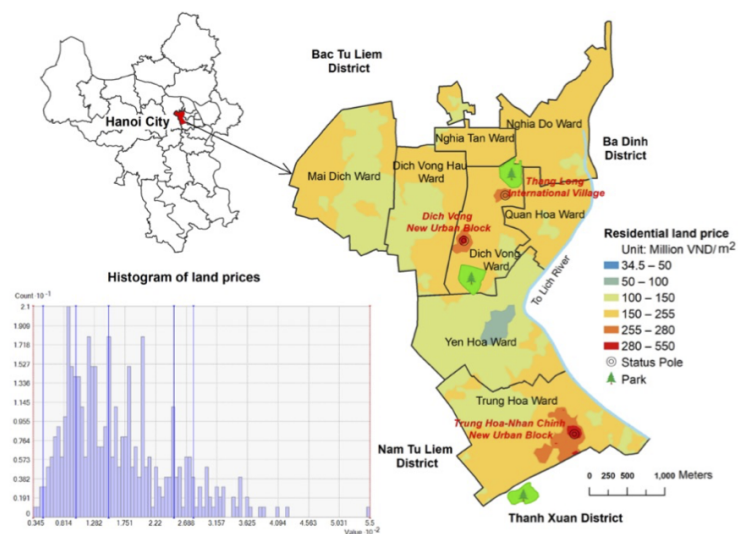 Bac Tu Liem
District
Hanoi City
Nghia Do Ward
Nghia Tan Ward
Ba Dinh
District
Mai Dich Ward
Dich Vong Hau
Ward
Thang Long
International Village
Quan Hoa Ward
Dich Vong
New Urban Block
Dich Vong
Ward
To Lich River
Yen Hoa Ward
Trung Hoa Ward
Trung Hoa-Nhan Chinh
New Urban Block
Nam Tu Liem
District
Thanh Xuan District
Residential land price
Unit: Million VND/m²
34.5 – 50
50 – 100
100 – 150
150 – 255
255 – 280
280 – 550
Status Pole
Park
0 250 500 1,000 Meters
Histogram of land prices
Count ·10⁻¹
2.1
1.909
1.718
1.527
1.336
1.145
0.955
0.764
0.573
0.382
0.191
0
0.345 0.814 1.282 1.751 2.22 2.688 3.157 3.625 4.094 4.563 5.031 5.5
Value ·10⁻²